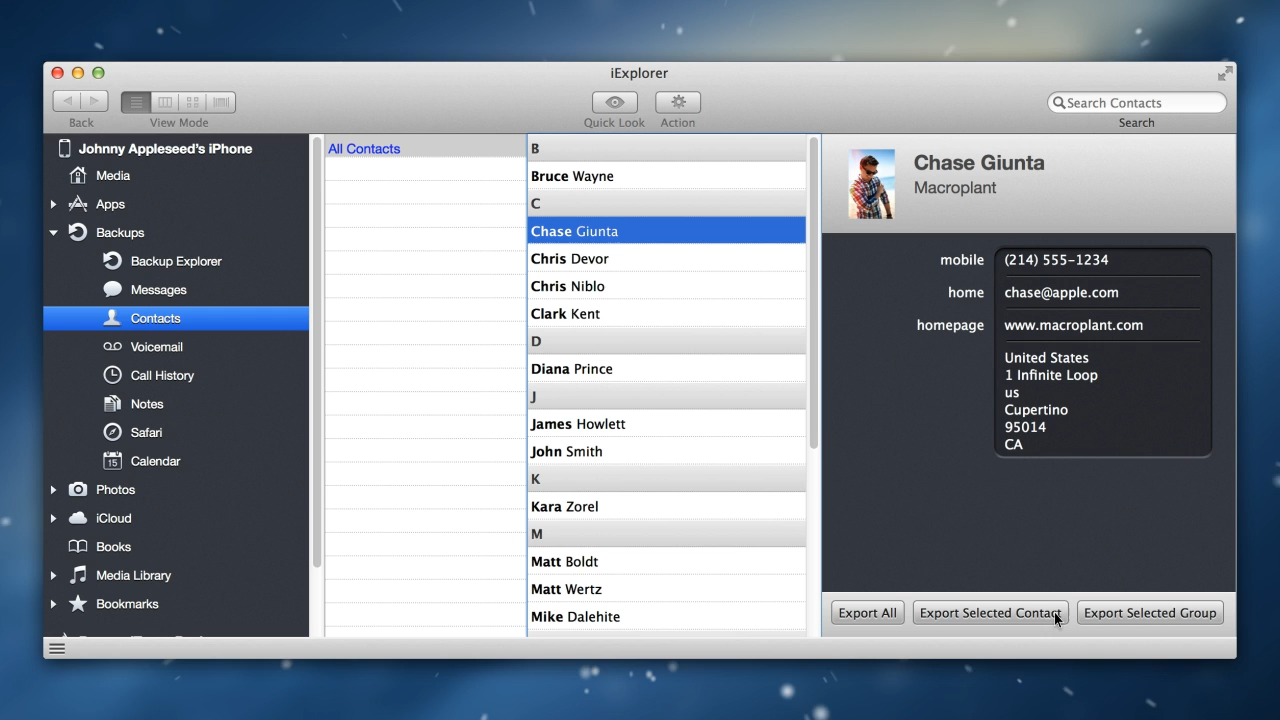 iExplorer
Back
View Mode
Quick Look
Action
Search Contacts
Search
Johnny Appleseed's iPhone
Media
Apps
Backups
Backup Explorer
Messages
Contacts
Voicemail
Call History
Notes
Safari
15
Calendar
Photos
iCloud
Books
Media Library
Bookmarks
All Contacts
B
Bruce Wayne
C
Chase Giunta
Chris Devor
Chris Niblo
Clark Kent
D
Diana Prince
J
James Howlett
John Smith
K
Kara Zorel
M
Matt Boldt
Matt Wertz
Mike Dalehite
Chase Giunta
Macroplant
mobile (214) 555-1234
home chase@apple.com
homepage www.macroplant.com
United States
1 Infinite Loop
us
Cupertino
95014
CA
Export All
Export Selected Contact
Export Selected Group